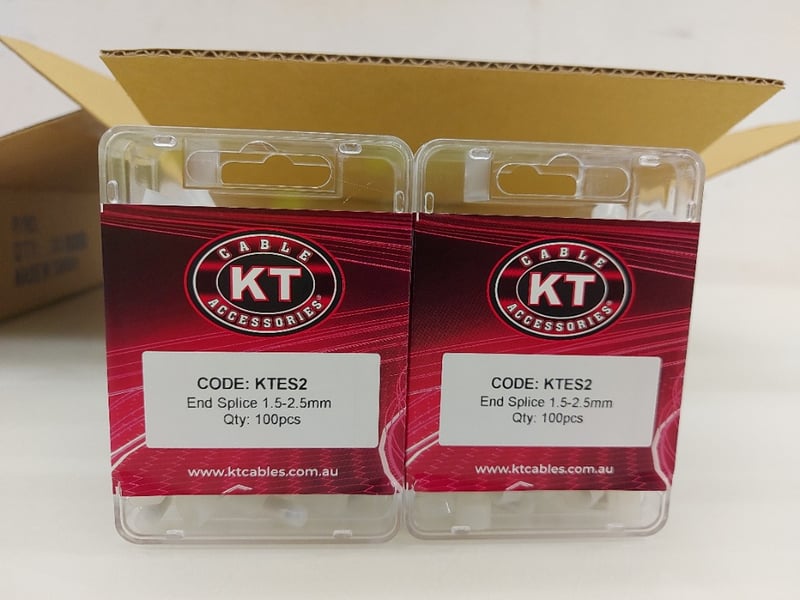 CABLE
KT
ACCESSORIES®
CODE: KTES2
End Splice 1.5-2.5mm
Qty: 100pcs
www.ktcables.com.au
CABLE
KT
ACCESSORIES®
CODE: KTES2
End Splice 1.5-2.5mm
Qty: 100pcs
www.ktcables.com.au